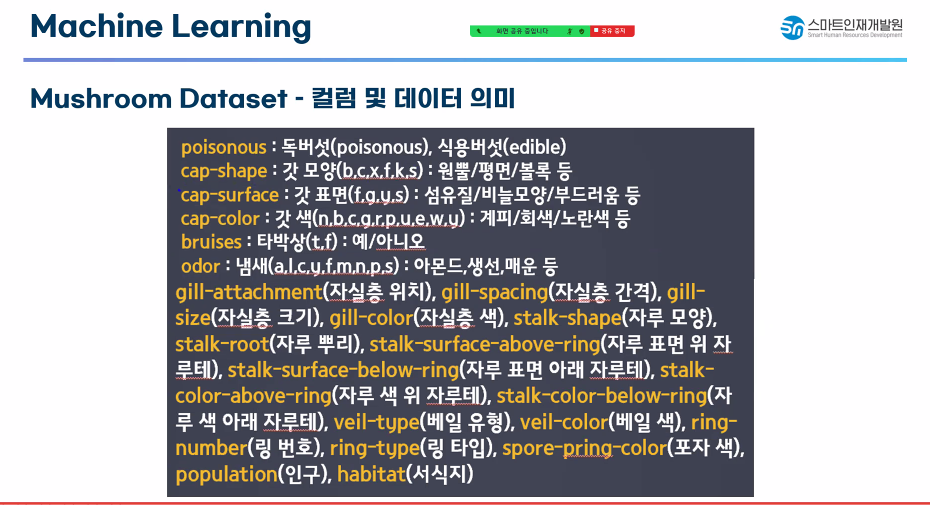 Machine Learning
화면 공유 중입니다
공유 중지
스마트인재개발원
Smart Human Resources Development
Mushroom Dataset - 컬럼 및 데이터 의미
poisonous : 독버섯(poisonous), 식용버섯(edible)
cap-shape : 갓 모양(b,c,x,f,k,s) : 원뿔/평면/볼록 등
cap-surface : 갓 표면(f,g,y,s) : 섬유질/비늘모양/부드러움 등
cap-color : 갓 색(n,b,c,g,r,p,u,e,w,y) : 계피/회색/노란색 등
bruises : 타박상(t,f) : 예/아니오
odor : 냄새(a,l,c,y,f,m,n,p,s) : 아몬드,생선,매운 등
gill-attachment(자실층 위치), gill-spacing(자실층 간격), gill-
size(자실층 크기), gill-color(자실층 색), stalk-shape(자루 모양),
stalk-root(자루 뿌리), stalk-surface-above-ring(자루 표면 위 자
루테), stalk-surface-below-ring(자루 표면 아래 자루테), stalk-
color-above-ring(자루 색 위 자루테), stalk-color-below-ring(자
루 색 아래 자루테), veil-type(베일 유형), veil-color(베일 색), ring-
number(링 번호), ring-type(링 타입), spore-pring-color(포자 색),
population(인구), habitat(서식지)